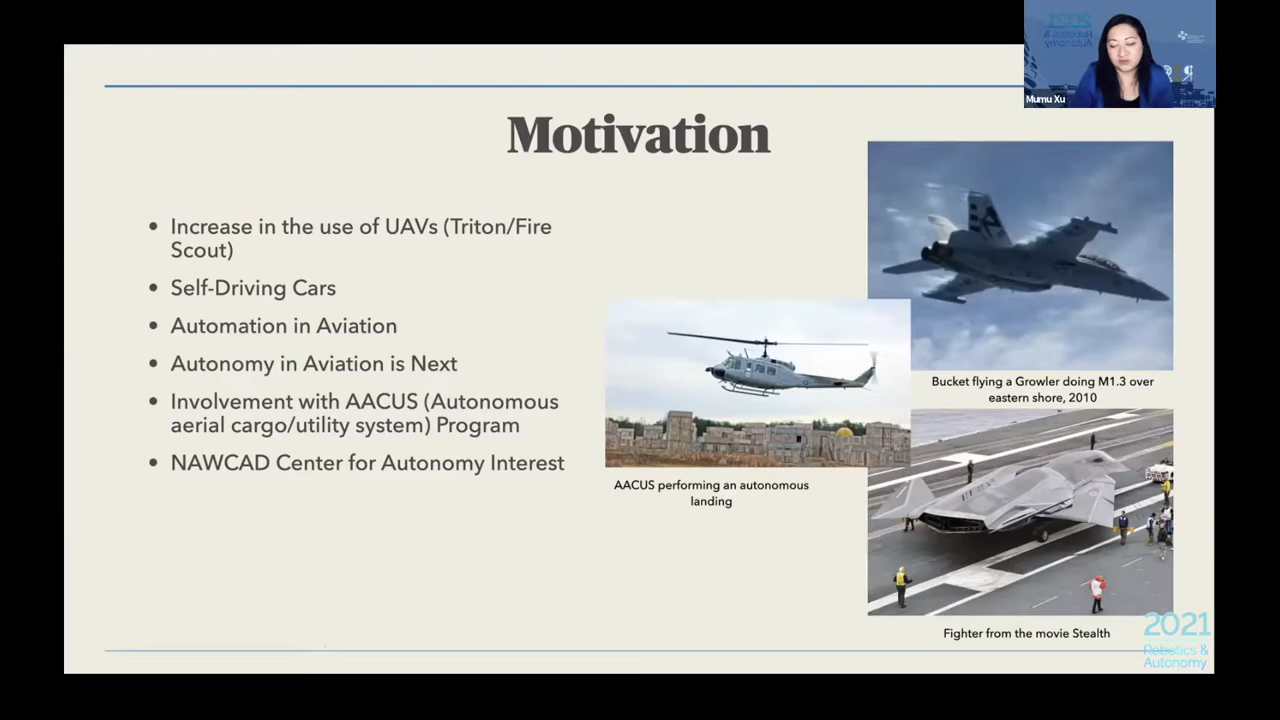 2021
Robotics &
Autonomy
Mumu Xu
Motivation
• Increase in the use of UAVs (Triton/Fire
Scout)
• Self-Driving Cars
• Automation in Aviation
• Autonomy in Aviation is Next
• Involvement with AACUS (Autonomous
aerial cargo/utility system) Program
• NAWCAD Center for Autonomy Interest
Bucket flying a Growler doing M1.3 over
eastern shore, 2010
AACUS performing an autonomous
landing
Fighter from the movie Stealth
2021
Robotics &
Autonomy